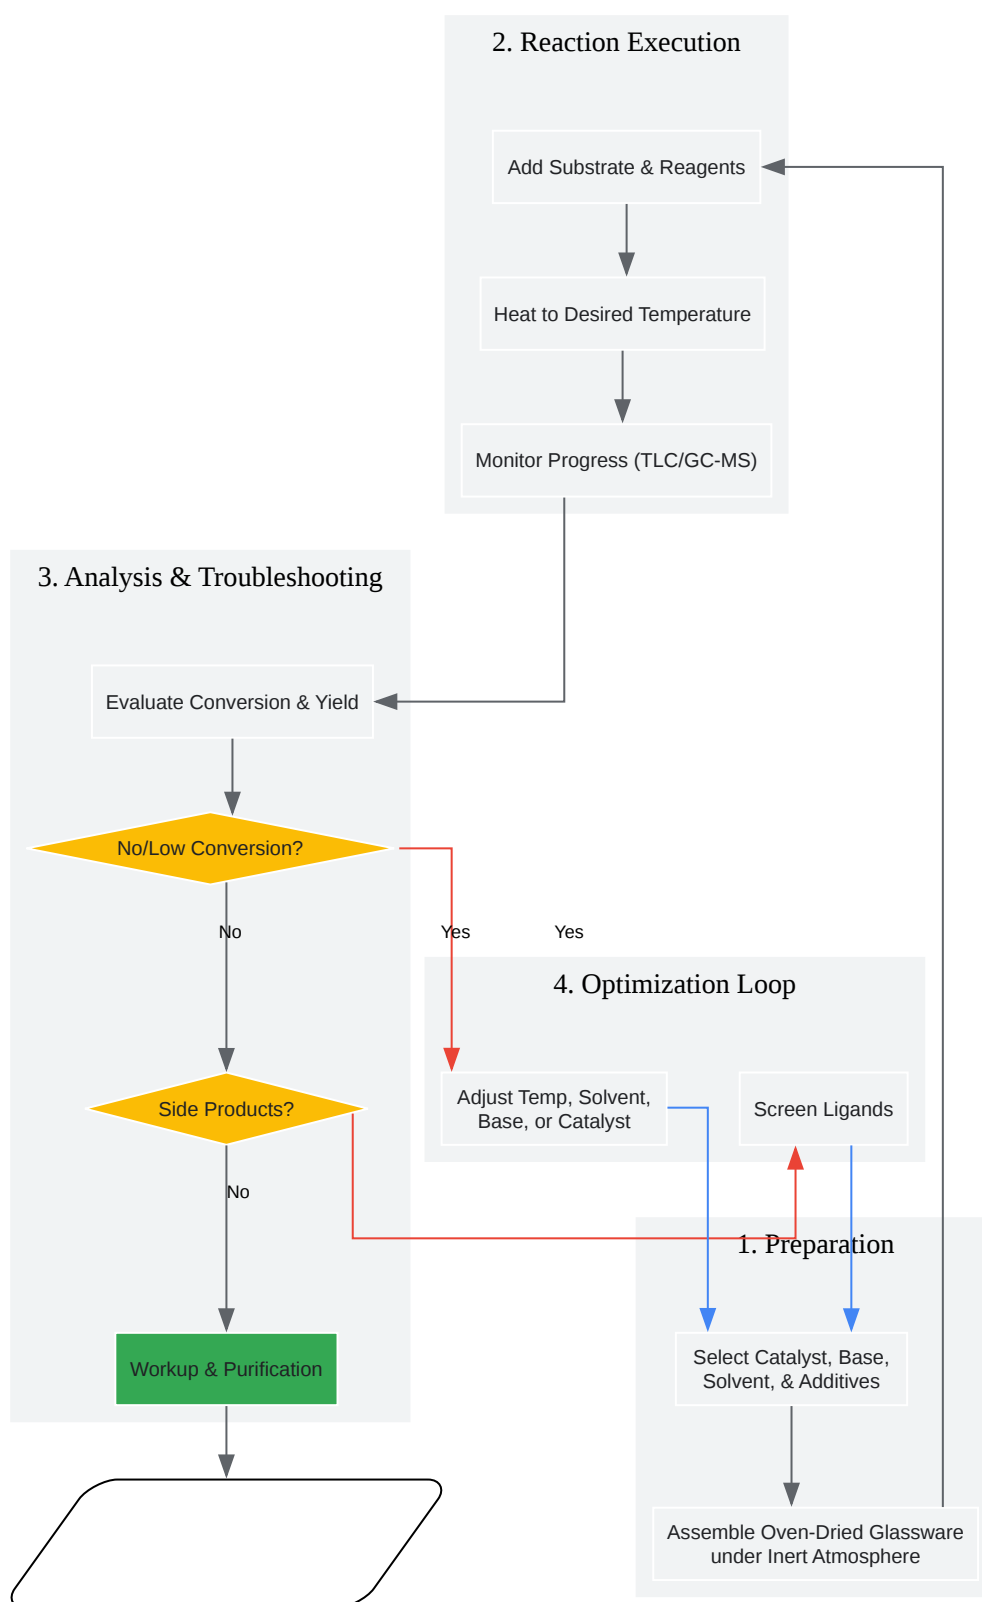 2. Reaction Execution
Add Substrate & Reagents
Heat to Desired Temperature
Monitor Progress (TLC/GC-MS)
3. Analysis & Troubleshooting
Evaluate Conversion & Yield
No/Low Conversion?
No
Yes
Yes
4. Optimization Loop
Adjust Temp, Solvent,
Base, or Catalyst
Screen Ligands
Side Products?
No
1. Preparation
Workup & Purification
Select Catalyst, Base,
Solvent, & Additives
Assemble Oven-Dried Glassware
under Inert Atmosphere